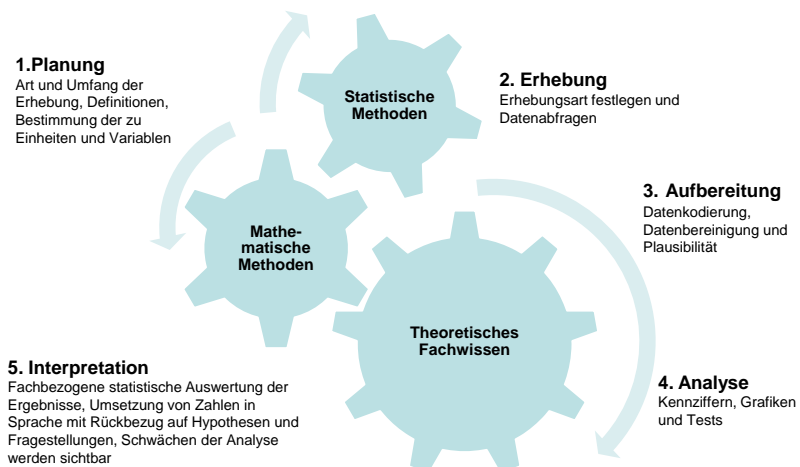 1.Planung
Art und Umfang der
Erhebung, Definitionen,
Bestimmung der zu
Einheiten und Variablen
Statistische
Methoden
2. Erhebung
Erhebungsart festlegen und
Datenabfragen
3. Aufbereitung
Datenkodierung,
Datenbereinigung und
Plausibilität
Mathe-
matische
Methoden
Theoretisches
Fachwissen
4. Analyse
Kennziffern, Grafiken
und Tests
5. Interpretation
Fachbezogene statistische Auswertung der
Ergebnisse, Umsetzung von Zahlen in
Sprache mit Rückbezug auf Hypothesen und
Fragestellungen, Schwächen der Analyse
werden sichtbar